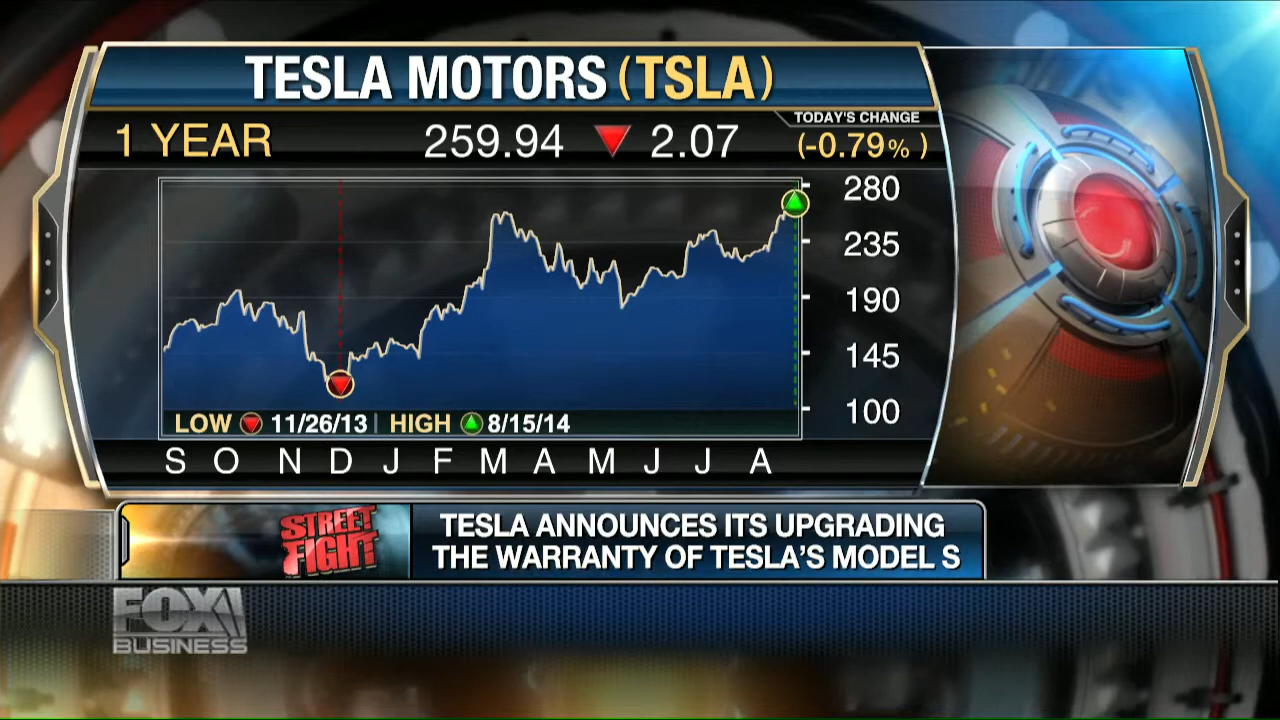 TESLA MOTORS (TSLA)
1 YEAR 259.94 2.07 TODAY'S CHANGE (-0.79%)
280
235
190
145
100
LOW 11/26/13 | HIGH 8/15/14
S O N D J F M A M J J A
STREET FIGHT
TESLA ANNOUNCES ITS UPGRADING
THE WARRANTY OF TESLA'S MODEL S
FOX
BUSINESS